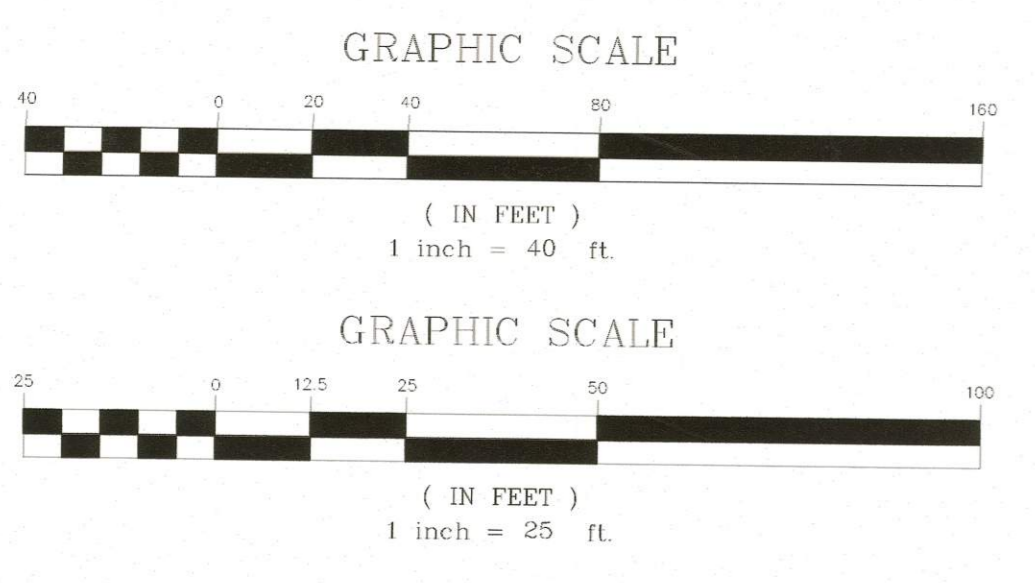 GRAPHIC SCALE
40 0 20 40 80 160
( IN FEET )
1 inch = 40 ft.
GRAPHIC SCALE
25 0 12.5 25 50 100
( IN FEET )
1 inch = 25 ft.